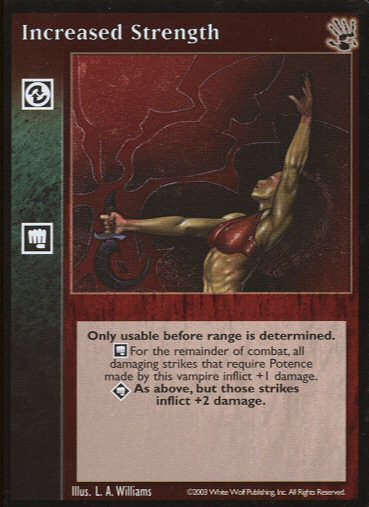 Increased Strength
Only usable before range is determined.
For the remainder of combat, all
damaging strikes that require Potence
made by this vampire inflict +1 damage.
As above, but those strikes
inflict +2 damage.
Illus. L. A. Williams
©2003 White Wolf Publishing, Inc. All Rights Reserved.